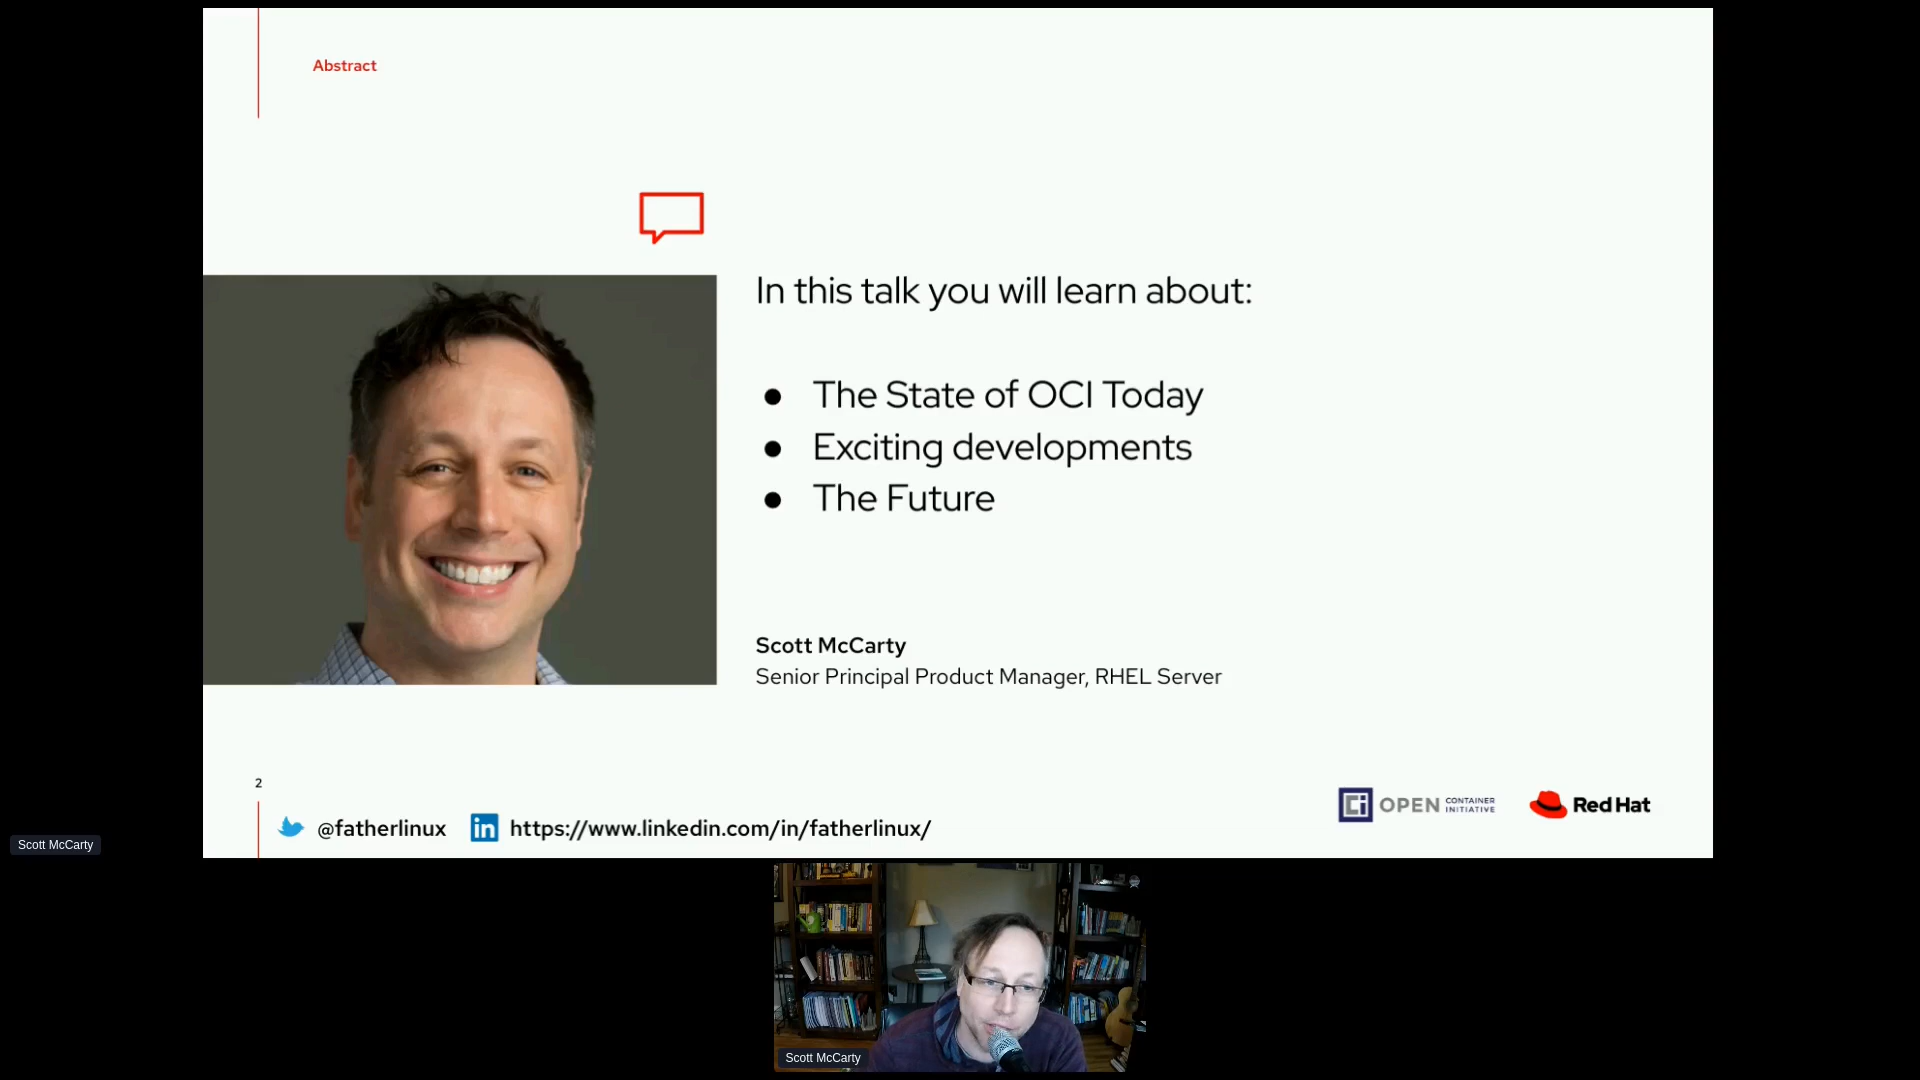 Abstract
In this talk you will learn about:
● The State of OCI Today
● Exciting developments
● The Future
Scott McCarty
Senior Principal Product Manager, RHEL Server
2
@fatherlinux
https://www.linkedin.com/in/fatherlinux/
OPEN CONTAINER INITIATIVE
Red Hat
Scott McCarty
Scott McCarty